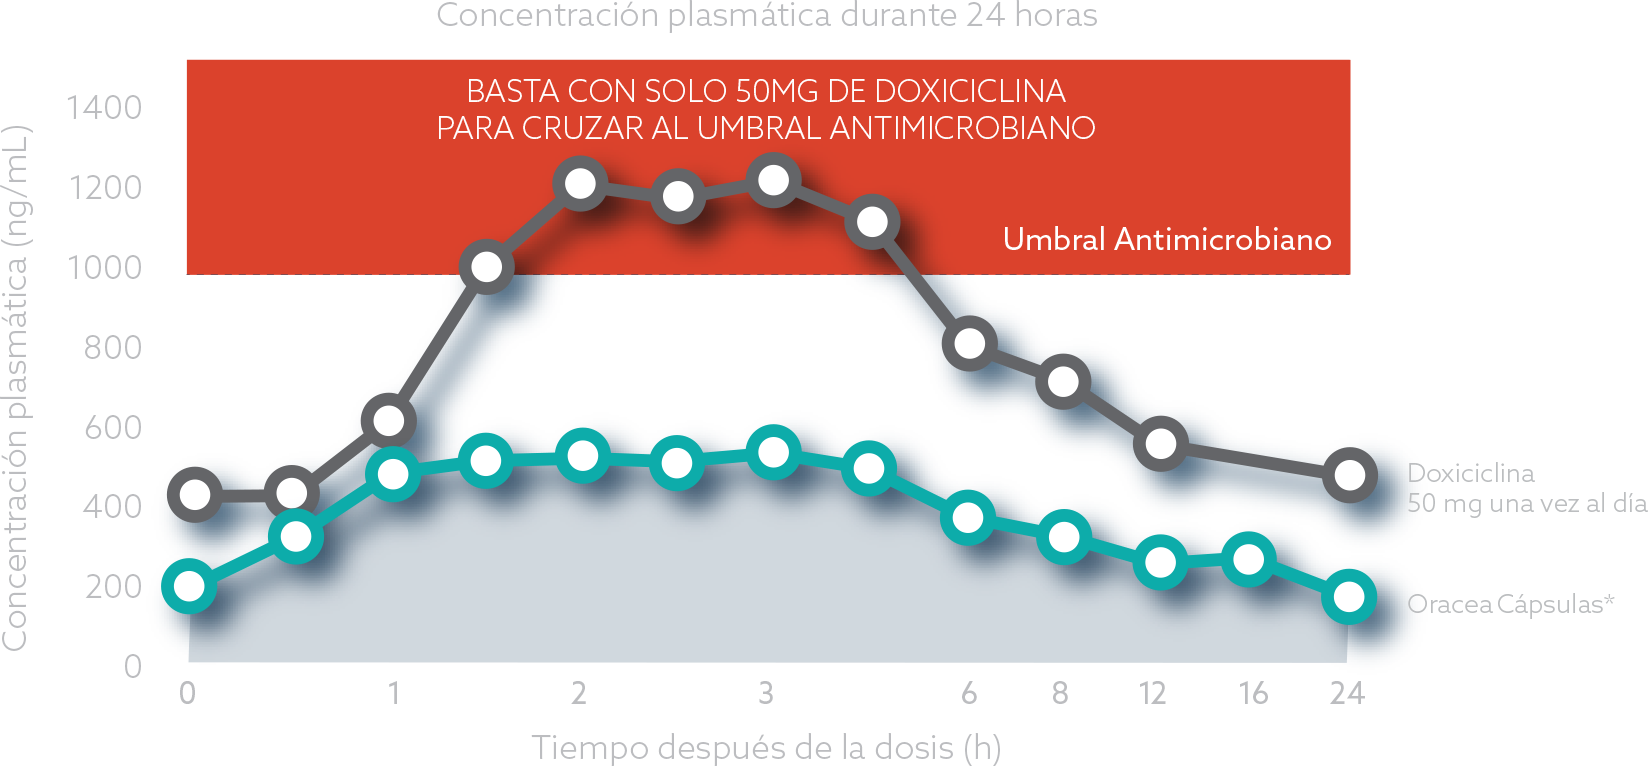 Concentración plasmática durante 24 horas
BASTA CON SOLO 50MG DE DOXICICLINA
PARA CRUZAR AL UMBRAL ANTIMICROBIANO
Umbral Antimicrobiano
Concentración plasmática (ng/mL)
1400
1200
1000
800
600
400
200
0
Doxiciclina
50 mg una vez al día
Oracea Cápsulas*
0 1 2 3 6 8 12 16 24
Tiempo después de la dosis (h)